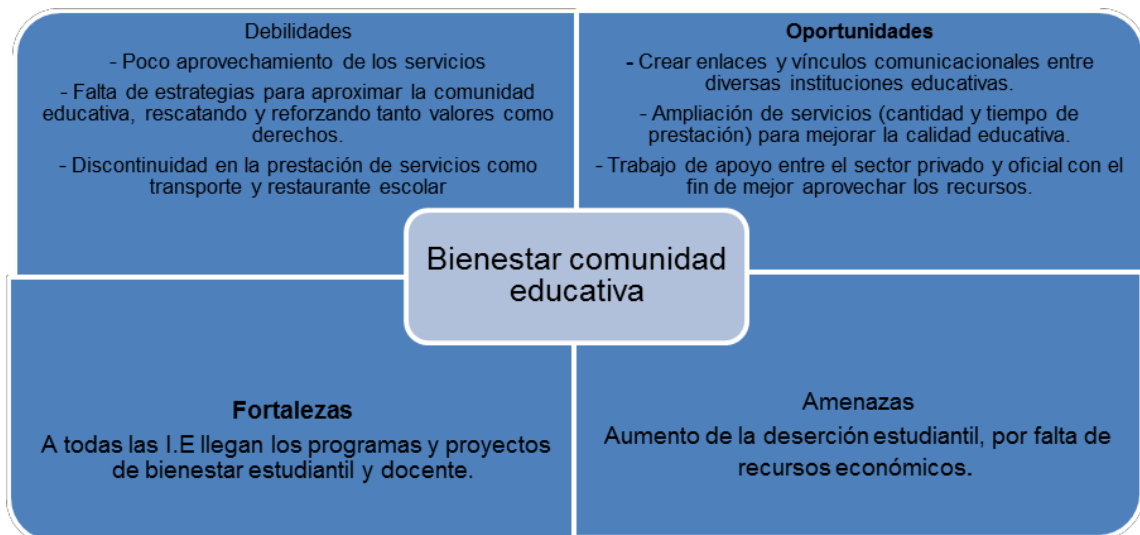 Debilidades
- Poco aprovechamiento de los servicios
- Falta de estrategias para aproximar la comunidad
educativa, rescatando y reforzando tanto valores como
derechos.
- Discontinuidad en la prestación de servicios como
transporte y restaurante escolar
Oportunidades
- Crear enlaces y vínculos comunicacionales entre
diversas instituciones educativas.
- Ampliación de servicios (cantidad y tiempo de
prestación) para mejorar la calidad educativa.
- Trabajo de apoyo entre el sector privado y oficial con el
fin de mejor aprovechar los recursos.
Bienestar comunidad
educativa
Fortalezas
A todas las I.E llegan los programas y proyectos
de bienestar estudiantil y docente.
Amenazas
Aumento de la deserción estudiantil, por falta de
recursos económicos.